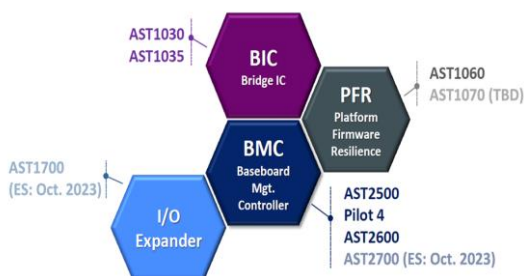 AST1030
AST1035
BIC
Bridge IC
PFR
Platform
Firmware
Resilience
AST1060
AST1070 (TBD)
BMC
Baseboard
Mgt.
Controller
AST1700
(ES: Oct. 2023)
I/O
Expander
AST2500
Pilot 4
AST2600
AST2700 (ES: Oct. 2023)